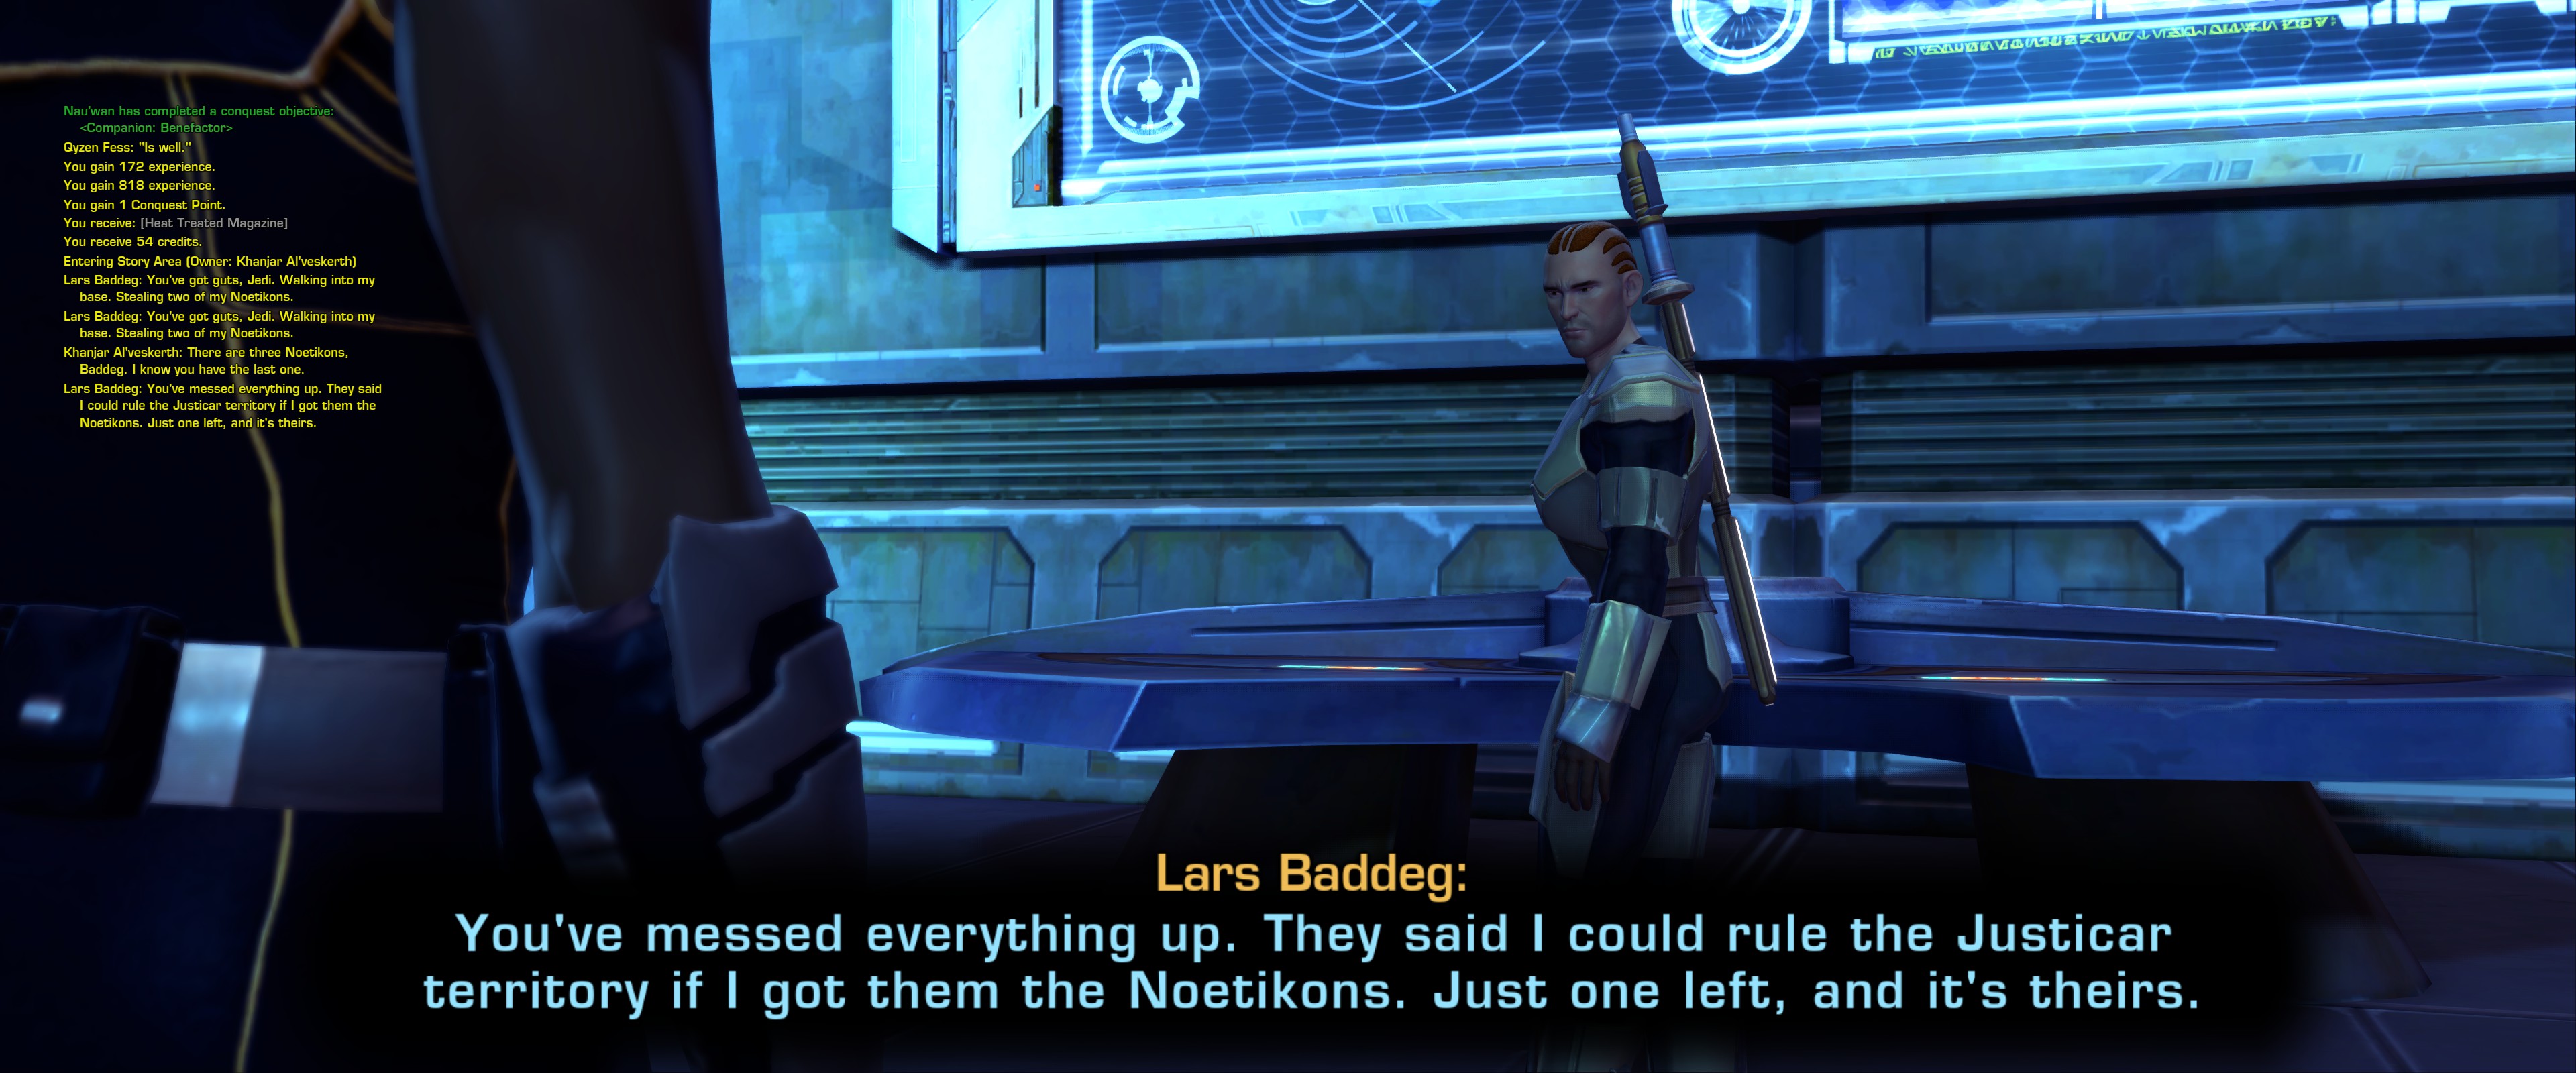 Nau'wan has completed a conquest objective:
<Companion: Benefactor>
Qyzen Fess: "Is well."
You gain 172 experience.
You gain 818 experience.
You gain 1 Conquest Point.
You receive: [Heat Treated Magazine]
You receive 54 credits.
Entering Story Area (Owner: Khanjar Al'veskerth)
Lars Baddeg: You've got guts, Jedi. Walking into my
base. Stealing two of my Noetikons.
Lars Baddeg: You've got guts, Jedi. Walking into my
base. Stealing two of my Noetikons.
Khanjar Al'veskerth: There are three Noetikons,
Baddeg. I know you have the last one.
Lars Baddeg: You've messed everything up. They said
I could rule the Justicar territory if I got them the
Noetikons. Just one left, and it's theirs.
Lars Baddeg:
You've messed everything up. They said I could rule the Justicar
territory if I got them the Noetikons. Just one left, and it's theirs.